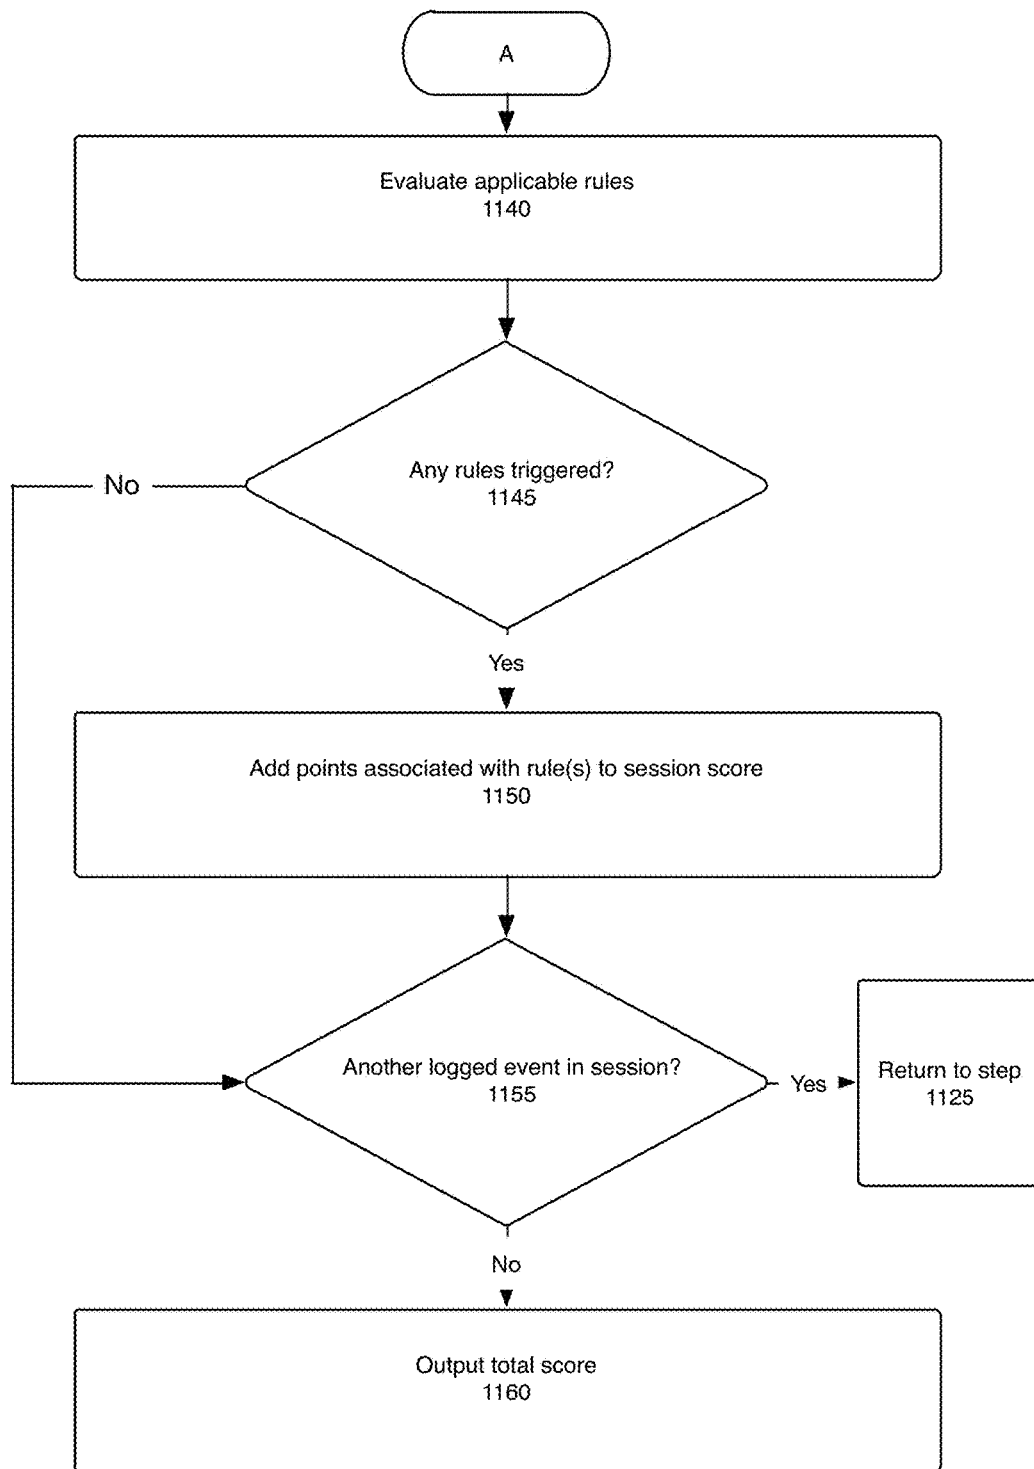 A
Evaluate applicable rules
1140
Any rules triggered?
1145
No
Yes
Add points associated with rule(s) to session score
1150
Another logged event in session?
1155
Yes
Return to step
1125
No
Output total score
1160